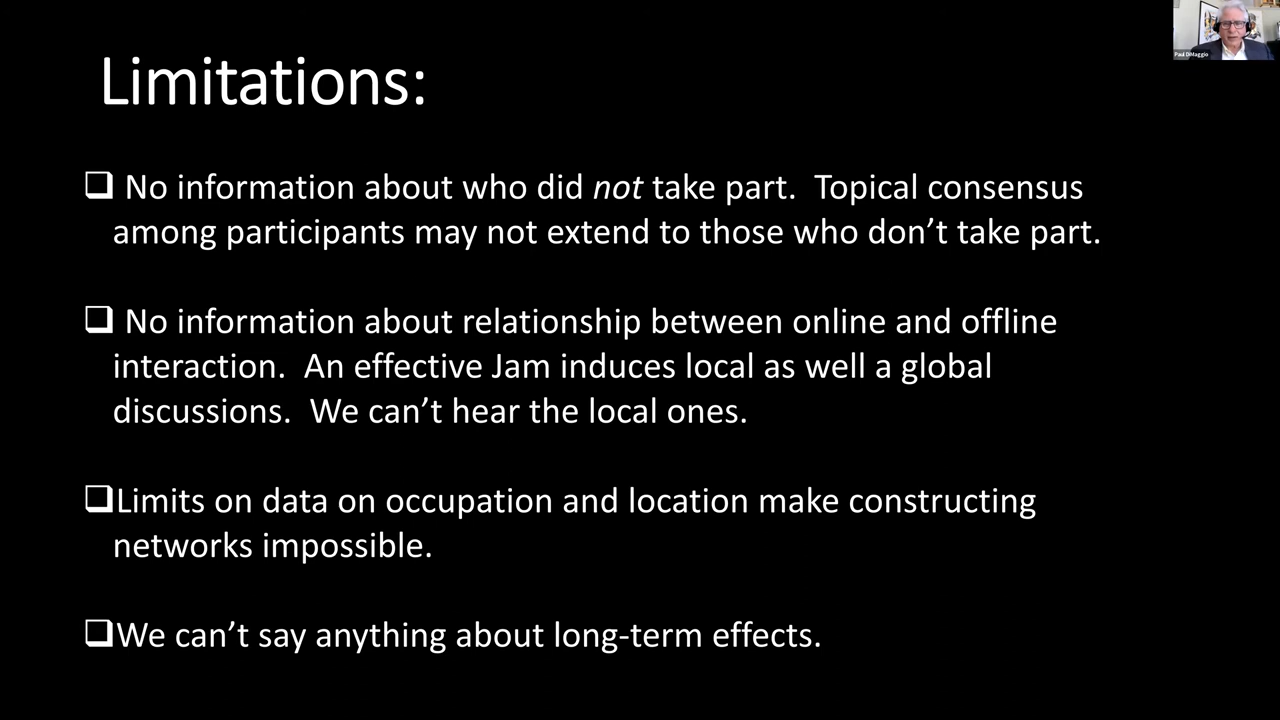 Paul DiMaggio
Limitations:
❑ No information about who did not take part. Topical consensus
among participants may not extend to those who don’t take part.
❑ No information about relationship between online and offline
interaction. An effective Jam induces local as well a global
discussions. We can’t hear the local ones.
❑Limits on data on occupation and location make constructing
networks impossible.
❑We can’t say anything about long-term effects.